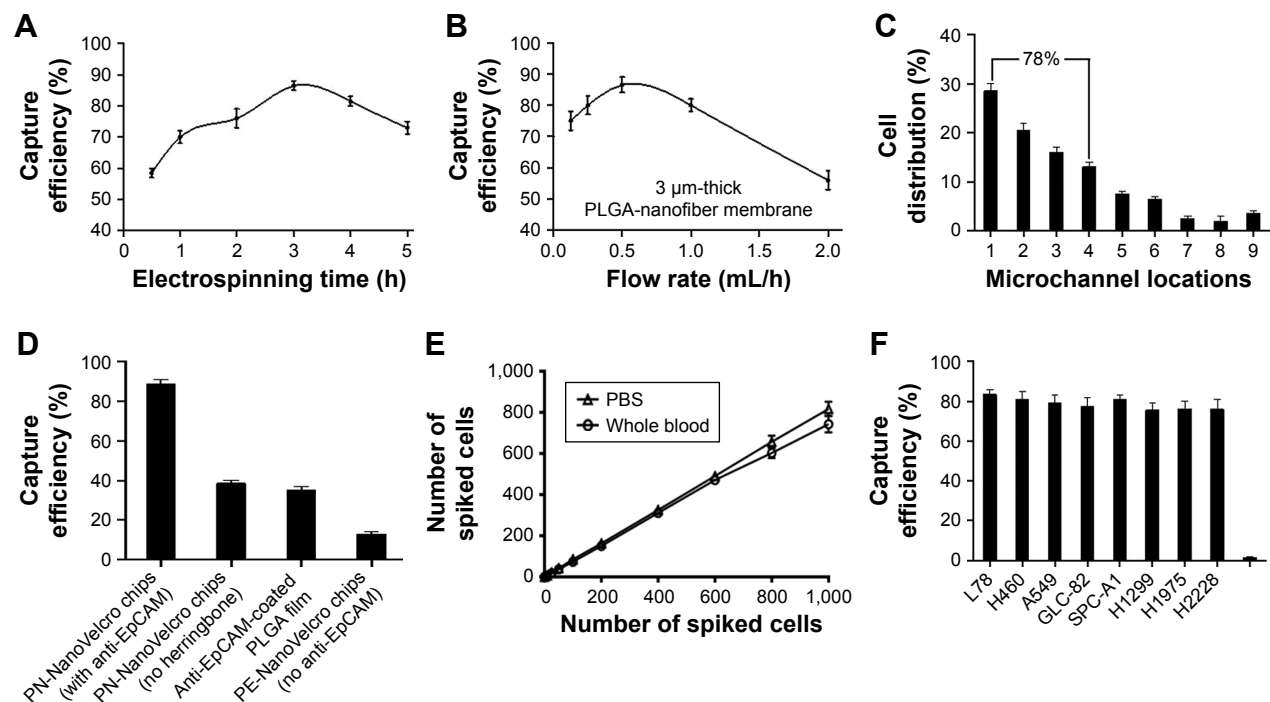 A
Capture
efficiency (%)
100
90
80
70
60
50
40
0
1
2
3
4
5
Electrospinning time (h)
B
Capture
efficiency (%)
100
90
80
70
60
50
40
3 µm-thick
PLGA-nanofiber membrane
0.0
0.5
1.0
1.5
2.0
Flow rate (mL/h)
C
Cell
distribution (%)
40
30
20
10
0
78%
1
2
3
4
5
6
7
8
9
Microchannel locations
D
Capture
efficiency (%)
100
80
60
40
20
0
PN-NanoVelcro chips
(with anti-EpCAM)
PN-NanoVelcro chips
(no herringbone)
Anti-EpCAM-coated
PLGA film
PE-NanoVelcro chips
(no anti-EpCAM)
E
Number of
spiked cells
1,000
800
600
400
200
0
PBS
Whole blood
0
200
400
600
800
1,000
Number of spiked cells
F
Capture
efficiency (%)
100
80
60
40
20
0
L78
H460
A549
GLC-82
SPC-A1
H1299
H1975
H2228